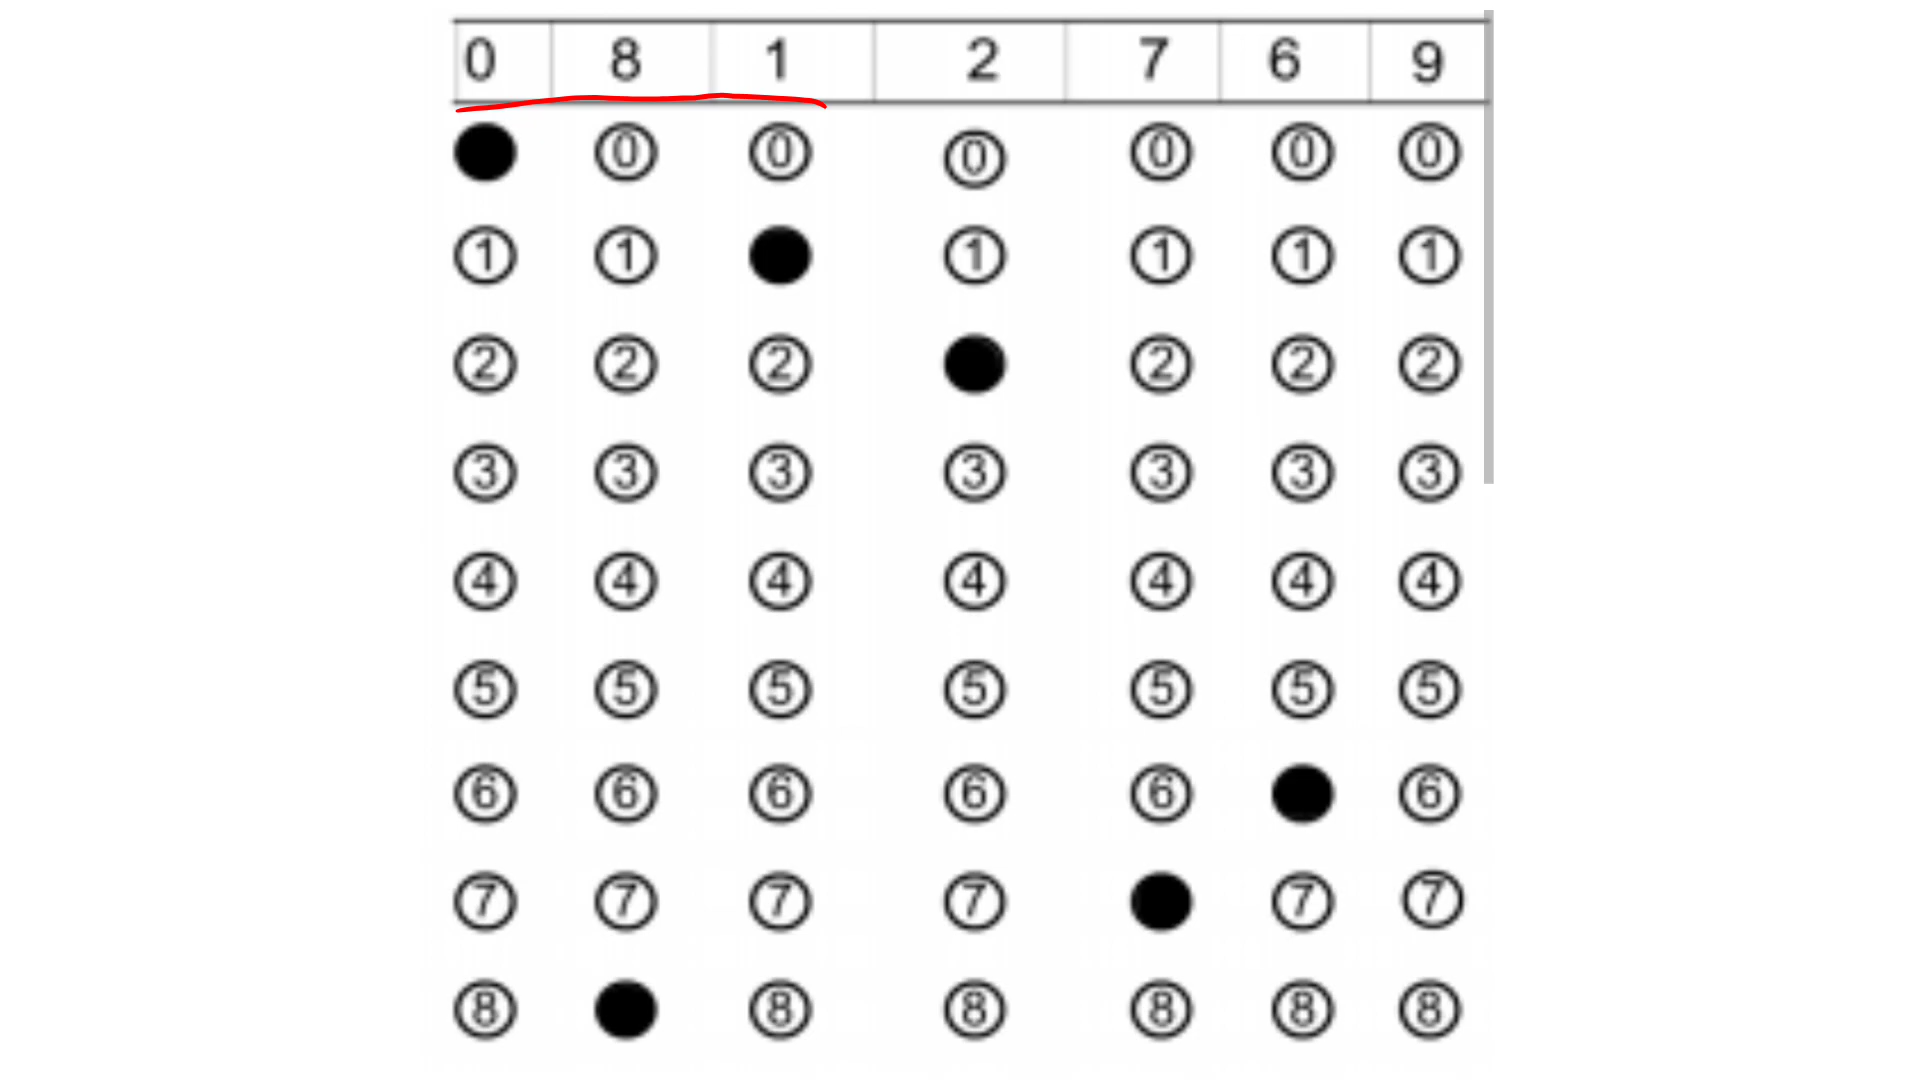 0 8 1 2 7 6 9
0 0 0 0 0 0
1 1 1 1 1 1
2 2 2 2 2 2
3 3 3 3 3 3 3
4 4 4 4 4 4 4
5 5 5 5 5 5 5
6 6 6 6 6 6
7 7 7 7 7 7
8 8 8 8 8 8